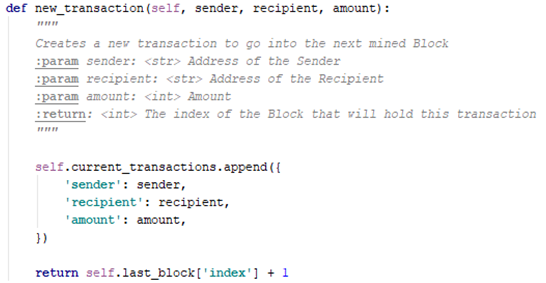 def new_transaction(self, sender, recipient, amount):
    """
    Creates a new transaction to go into the next mined Block
    :param sender: <str> Address of the Sender
    :param recipient: <str> Address of the Recipient
    :param amount: <int> Amount
    :return: <int> The index of the Block that will hold this transaction
    """
    self.current_transactions.append({
        'sender': sender,
        'recipient': recipient,
        'amount': amount,
    })
    return self.last_block['index'] + 1